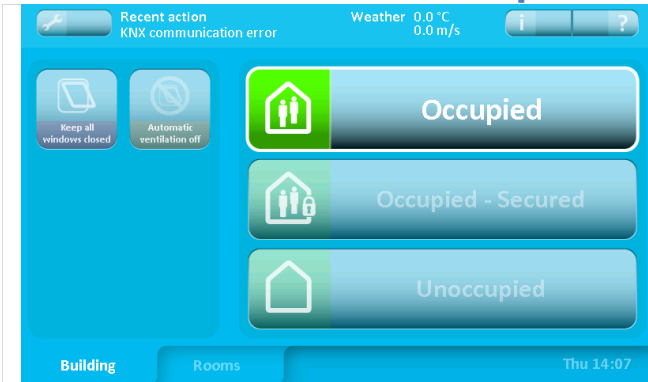 Recent action
KNX communication error
Weather 0.0 °C
0.0 m/s
i
?
Keep all
windows closed
Automatic
ventilation off
Occupied
Occupied - Secured
Unoccupied
Building
Rooms
Thu 14:07